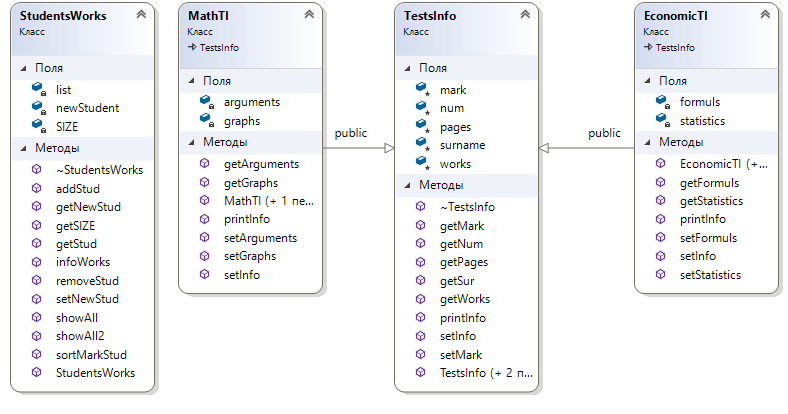 StudentsWorks
Класс
Поля
list
newStudent
SIZE
Методы
~StudentsWorks
addStud
getNewStud
getSIZE
getStud
infoWorks
removeStud
setNewStud
showAll
showAll2
sortMarkStud
StudentsWorks
MathTI
Класс
TestsInfo
Поля
arguments
graphs
Методы
getArguments
getGraphs
MathTI (+ 1 пе...
printInfo
setArguments
setGraphs
setInfo
public
TestsInfo
Класс
Поля
mark
num
pages
surname
works
Методы
~TestsInfo
getMark
getNum
getPages
getSur
getWorks
printInfo
setInfo
setMark
TestsInfo (+ 2 п...
public
EconomicTI
Класс
TestsInfo
Поля
formuls
statistics
Методы
EconomicTI (+...
getFormuls
getStatistics
printInfo
setFormuls
setInfo
setStatistics